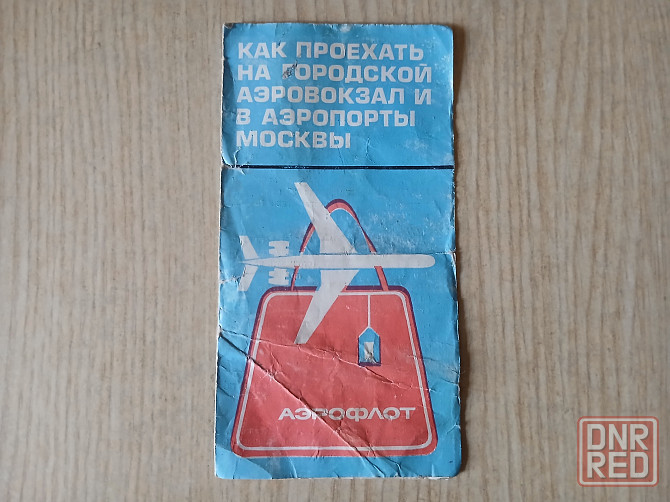 КАК ПРОЕХАТЬ
НА ГОРОДСКОЙ
АЭРОВОКЗАЛ И
В АЭРОПОРТЫ
МОСКВЫ
АЭРОФЛОТ
DNR
RED